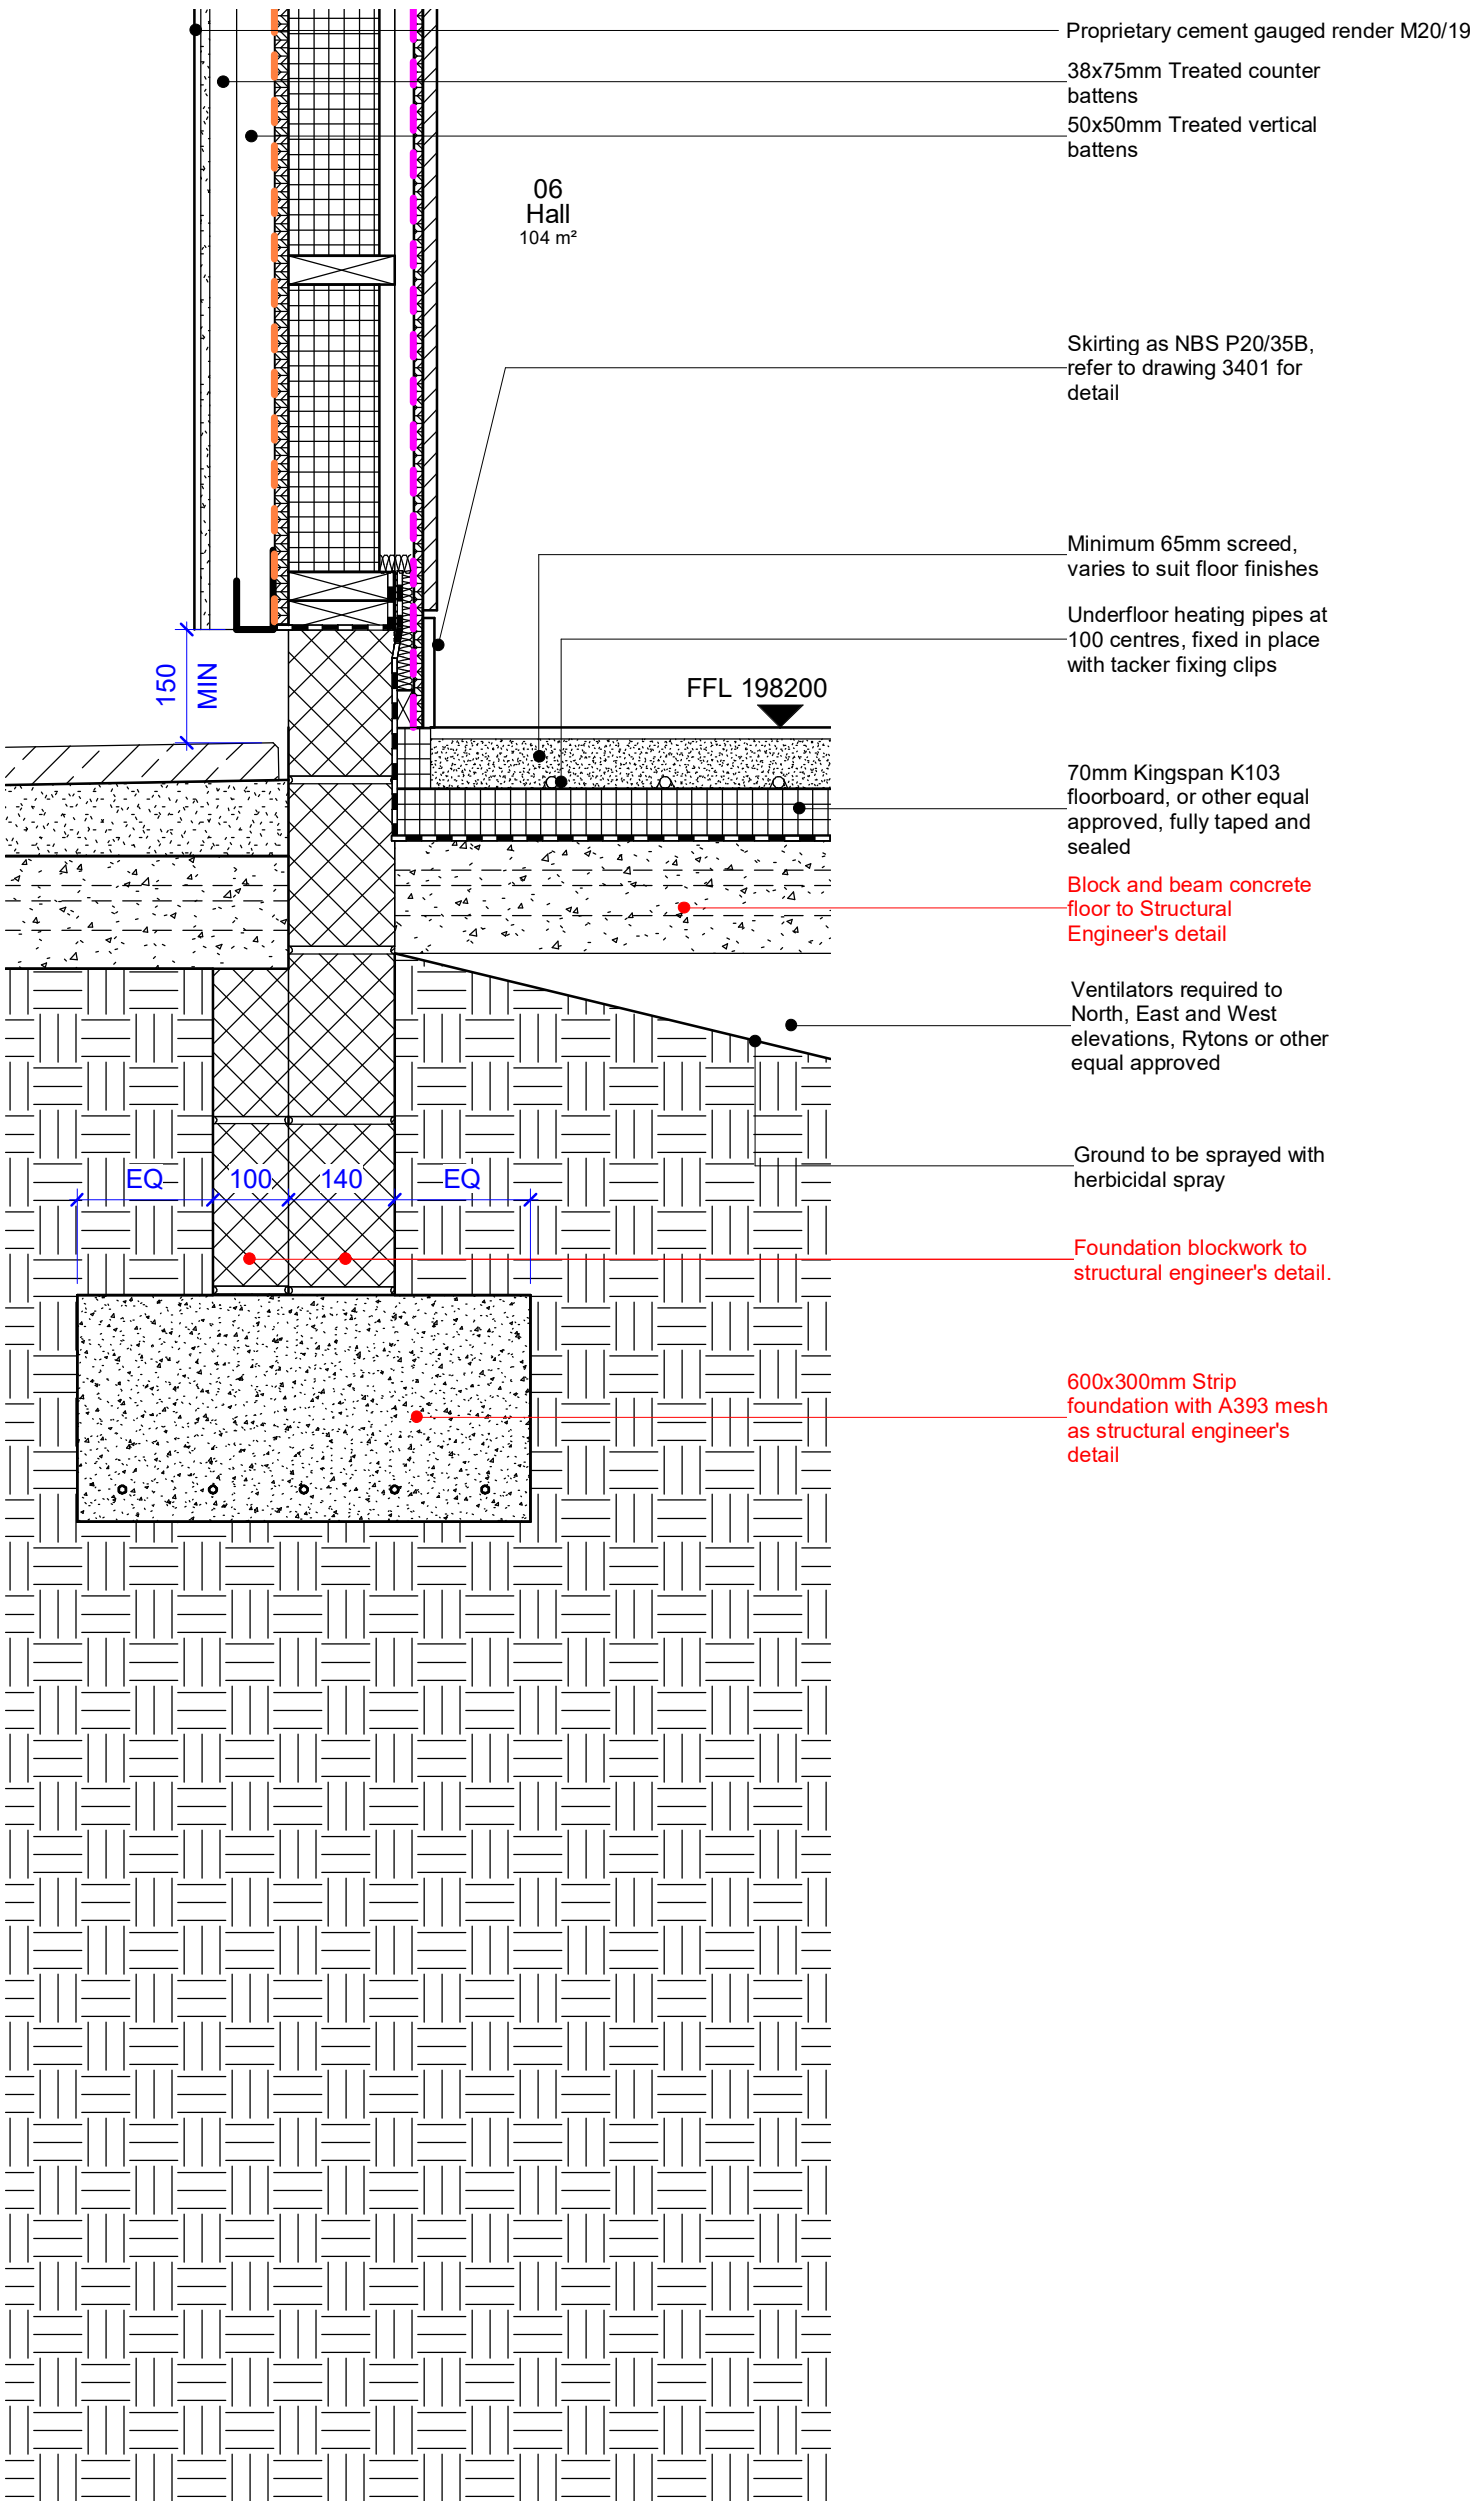 Proprietary cement gauged render M20/19
38x75mm Treated counter
battens
50x50mm Treated vertical
battens
06
Hall
104 m²
Skirting as NBS P20/35B,
refer to drawing 3401 for
detail
Minimum 65mm screed,
varies to suit floor finishes
Underfloor heating pipes at
100 centres, fixed in place
with tacker fixing clips
150
MIN
FFL 198200
70mm Kingspan K103
floorboard, or other equal
approved, fully taped and
sealed
Block and beam concrete
floor to Structural
Engineer's detail
Ventilators required to
North, East and West
elevations, Rytons or other
equal approved
Ground to be sprayed with
herbicidal spray
EQ 100 140 EQ
Foundation blockwork to
structural engineer's detail.
600x300mm Strip
foundation with A393 mesh
as structural engineer's
detail